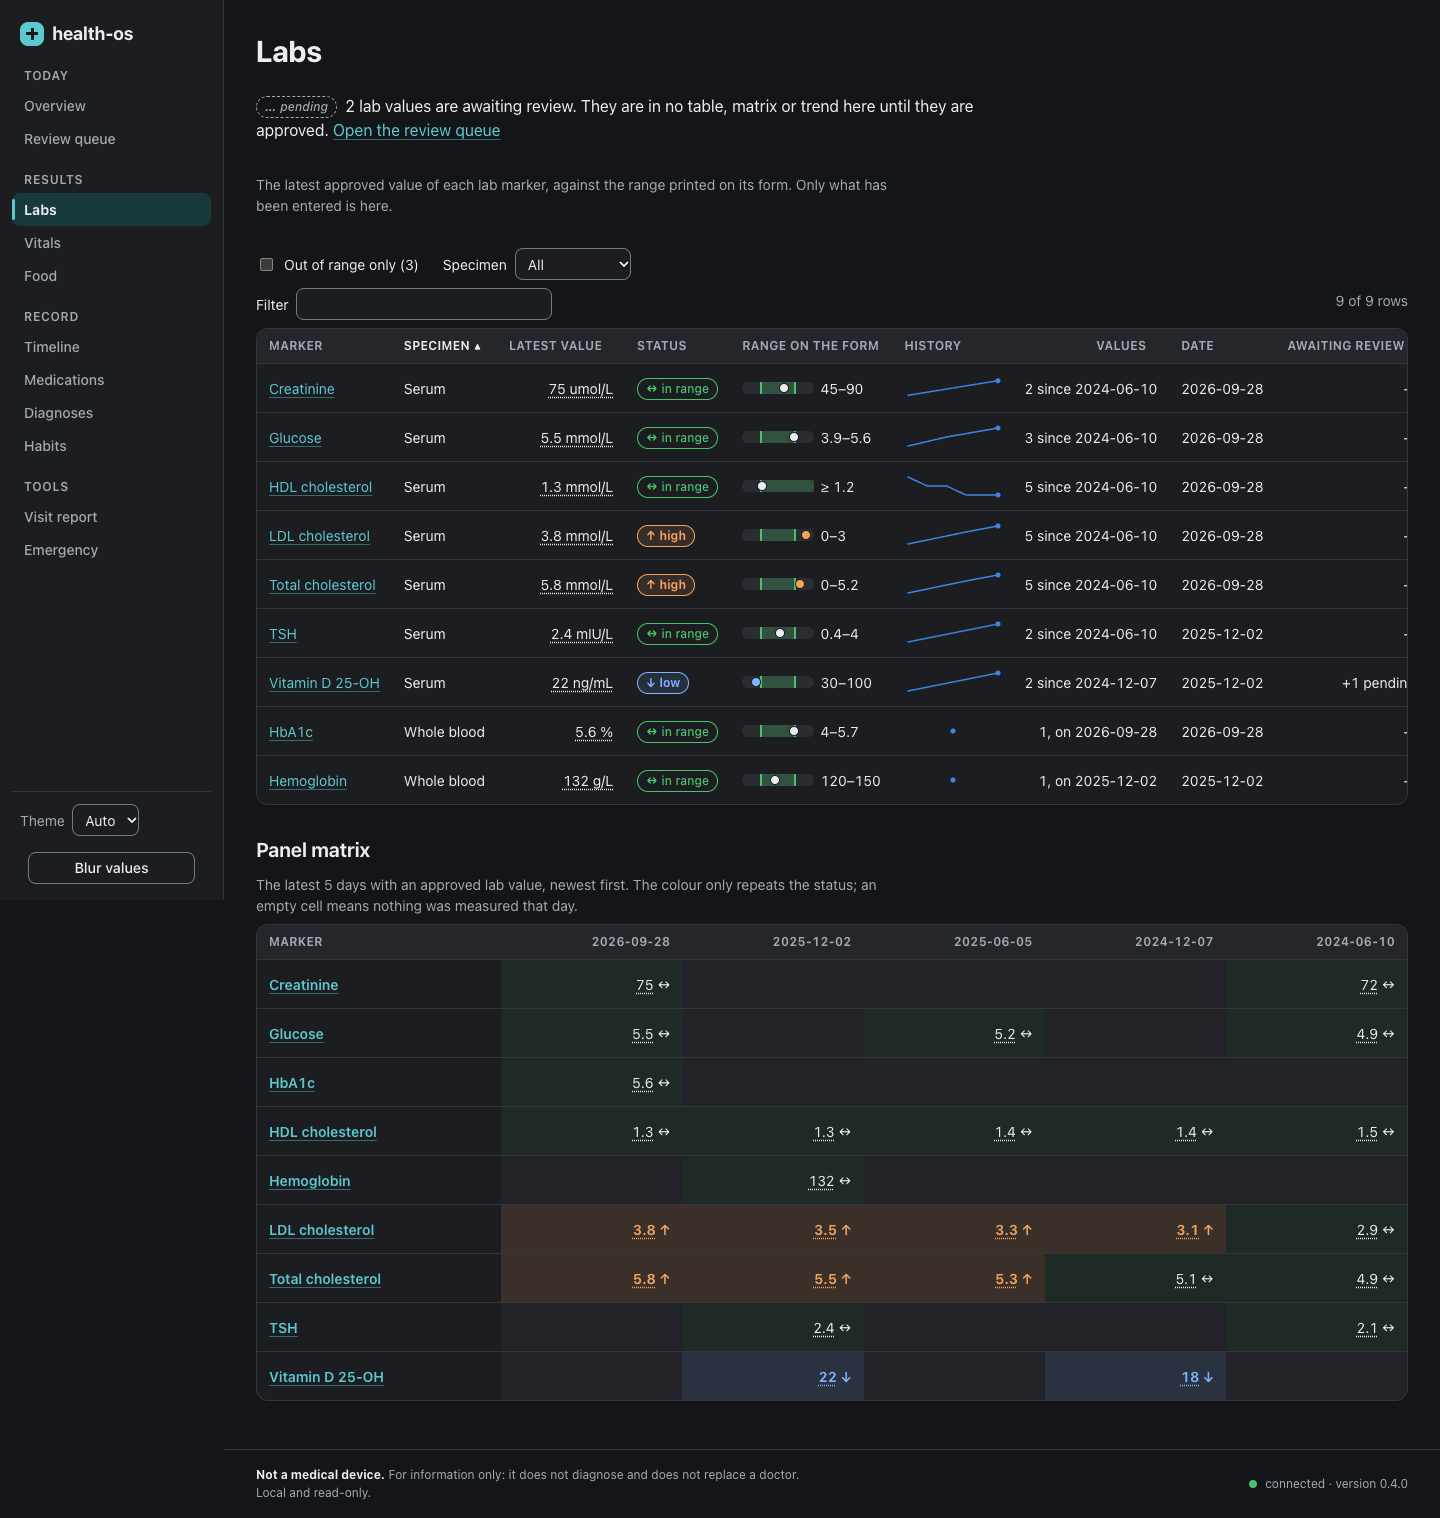 health-os
TODAY
Overview
Review queue
RESULTS
Labs
Vitals
Food
RECORD
Timeline
Medications
Diagnoses
Habits
TOOLS
Visit report
Emergency
Theme Auto
Blur values
Labs
... pending 2 lab values are awaiting review. They are in no table, matrix or trend here until they are
approved. Open the review queue
The latest approved value of each lab marker, against the range printed on its form. Only what has
been entered is here.
Out of range only (3) Specimen All
Filter
9 of 9 rows
MARKER SPECIMEN ▲ LATEST VALUE STATUS RANGE ON THE FORM HISTORY VALUES DATE AWAITING REVIEW
Creatinine Serum 75 umol/L ↔ in range 45–90 2 since 2024-06-10 2026-09-28 -
Glucose Serum 5.5 mmol/L ↔ in range 3.9–5.6 3 since 2024-06-10 2026-09-28 -
HDL cholesterol Serum 1.3 mmol/L ↔ in range ≥ 1.2 5 since 2024-06-10 2026-09-28 -
LDL cholesterol Serum 3.8 mmol/L ↑ high 0–3 5 since 2024-06-10 2026-09-28 -
Total cholesterol Serum 5.8 mmol/L ↑ high 0–5.2 5 since 2024-06-10 2026-09-28 -
TSH Serum 2.4 mIU/L ↔ in range 0.4–4 2 since 2024-06-10 2025-12-02 -
Vitamin D 25-OH Serum 22 ng/mL ↓ low 30–100 2 since 2024-12-07 2025-12-02 +1 pendin
HbA1c Whole blood 5.6 % ↔ in range 4–5.7 1, on 2026-09-28 2026-09-28 -
Hemoglobin Whole blood 132 g/L ↔ in range 120–150 1, on 2025-12-02 2025-12-02 -
Panel matrix
The latest 5 days with an approved lab value, newest first. The colour only repeats the status; an
empty cell means nothing was measured that day.
MARKER 2026-09-28 2025-12-02 2025-06-05 2024-12-07 2024-06-10
Creatinine 75 ↔ 72 ↔
Glucose 5.5 ↔ 5.2 ↔ 4.9 ↔
HbA1c 5.6 ↔
HDL cholesterol 1.3 ↔ 1.3 ↔ 1.4 ↔ 1.4 ↔ 1.5 ↔
Hemoglobin 132 ↔
LDL cholesterol 3.8 ↑ 3.5 ↑ 3.3 ↑ 3.1 ↑ 2.9 ↔
Total cholesterol 5.8 ↑ 5.5 ↑ 5.3 ↑ 5.1 ↔ 4.9 ↔
TSH 2.4 ↔ 2.1 ↔
Vitamin D 25-OH 22 ↓ 18 ↓
Not a medical device. For information only: it does not diagnose and does not replace a doctor.
Local and read-only.
connected · version 0.4.0